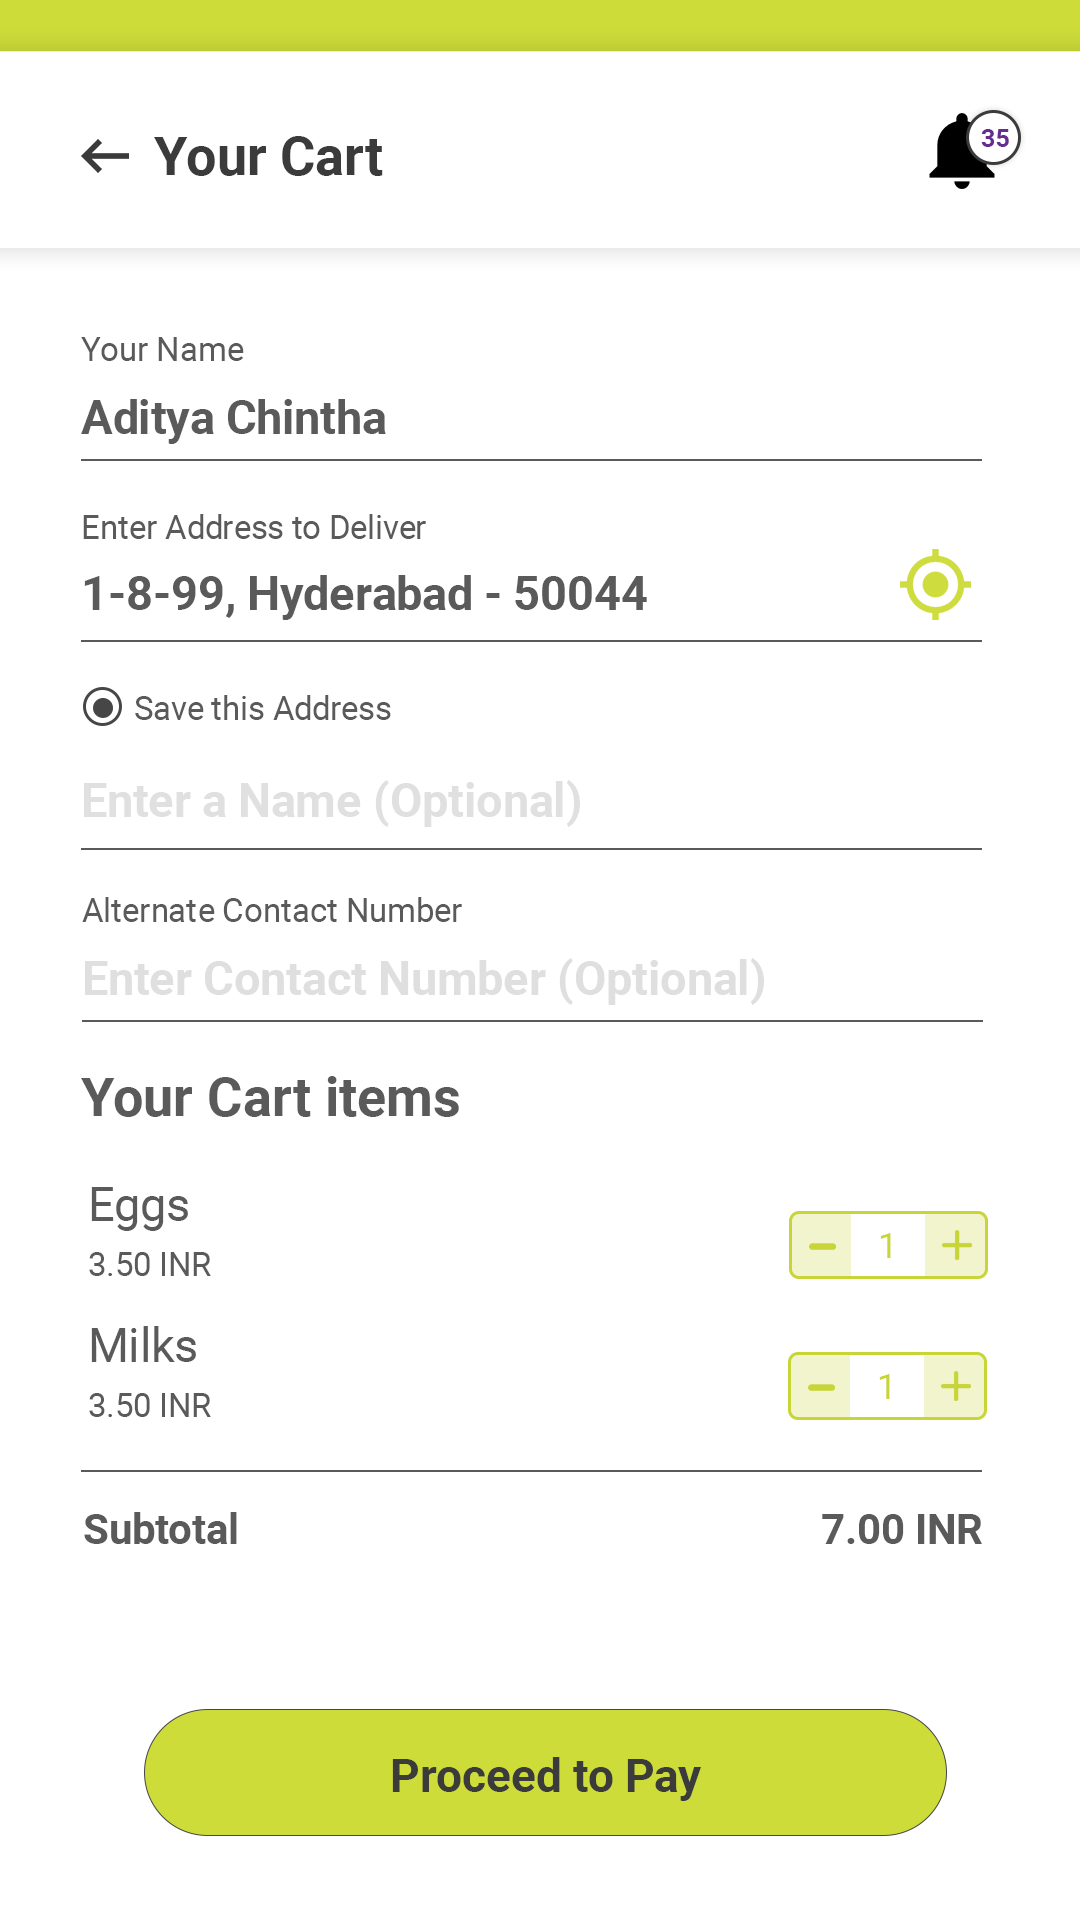 Your Cart
35
Your Name
Aditya Chintha
Enter Address to Deliver
1-8-99, Hyderabad - 50044
Save this Address
Enter a Name (Optional)
Alternate Contact Number
Enter Contact Number (Optional)
Your Cart items
Eggs
3.50 INR
1
Milks
3.50 INR
1
Subtotal
7.00 INR
Proceed to Pay